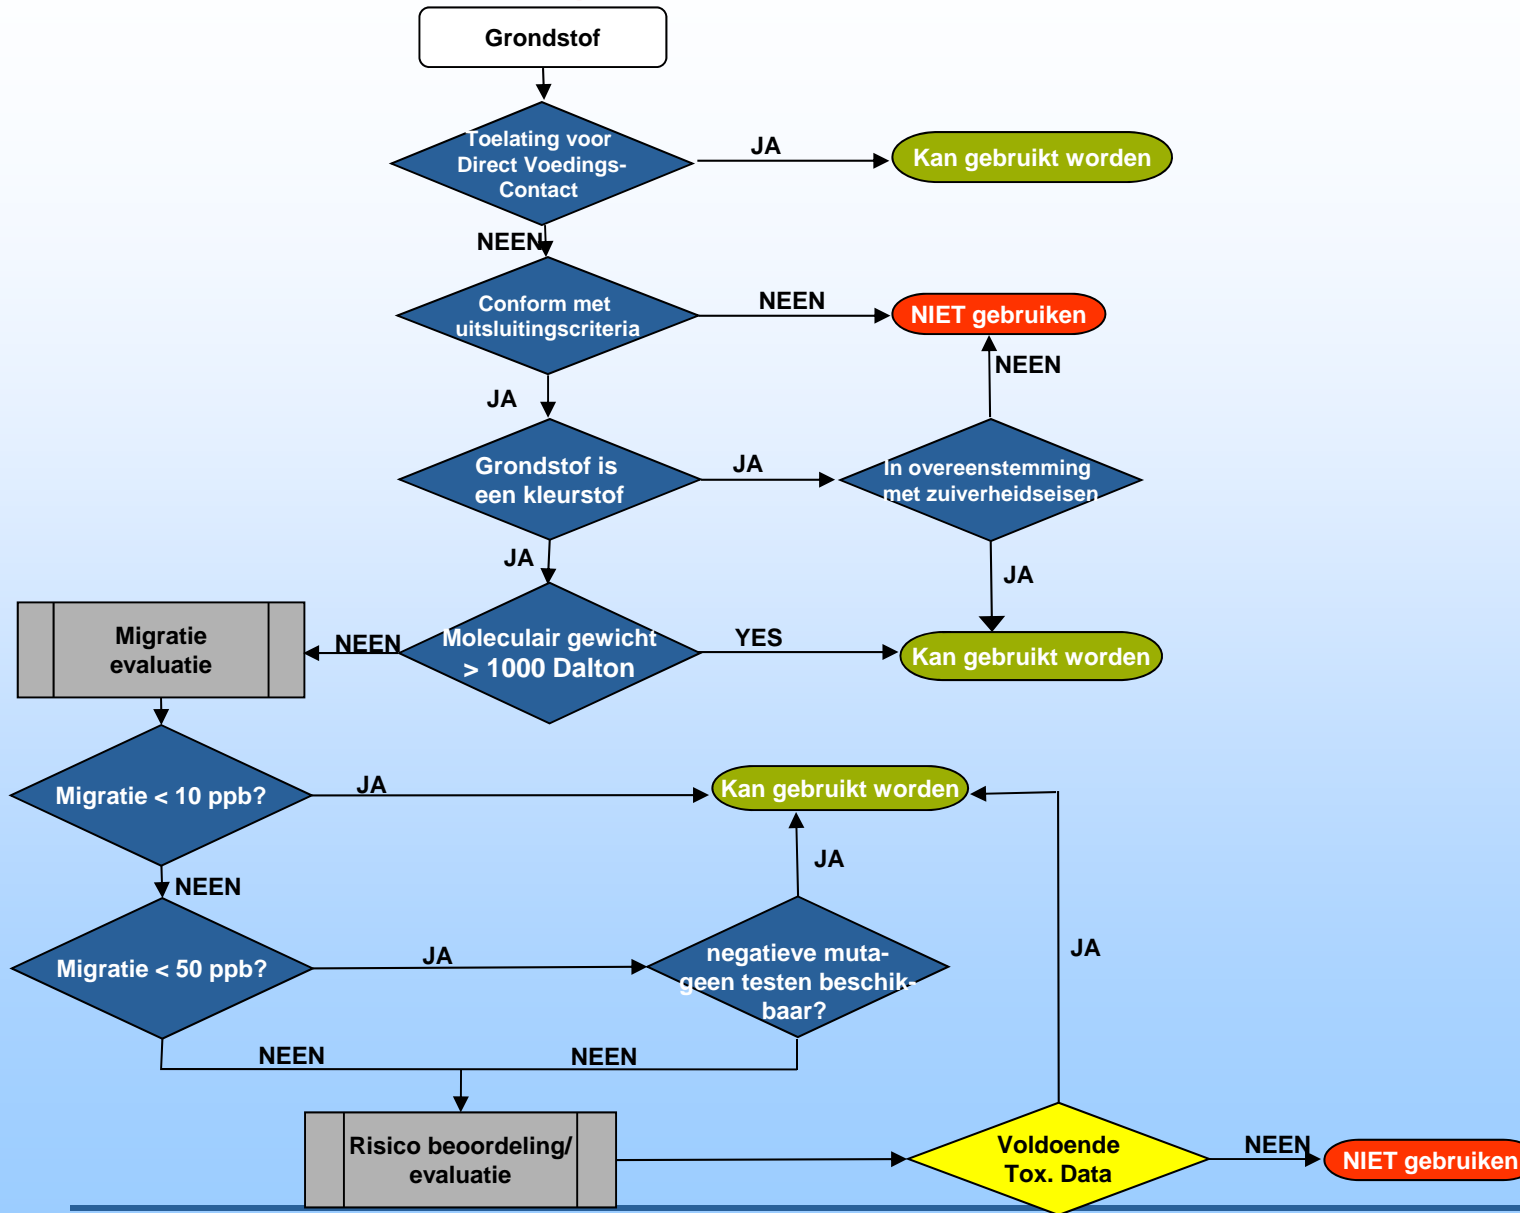 Grondstof
Toelating voor
Direct Voedings-
Contact
JA
Kan gebruikt worden
NEEN
Conform met
uitsluitingscriteria
NEEN
NIET gebruiken
NEEN
JA
Grondstof is
een kleurstof
JA
In overeenstemming
met zuiverheidseisen
JA
JA
Migratie
evaluatie
NEEN
Moleculair gewicht
> 1000 Dalton
YES
Kan gebruikt worden
Migratie < 10 ppb?
JA
Kan gebruikt worden
JA
NEEN
Migratie < 50 ppb?
JA
negatieve muta-
geen testen beschik-
baar?
JA
NEEN
NEEN
Risico beoordeling/
evaluatie
Voldoende
Tox. Data
NEEN
NIET gebruiken